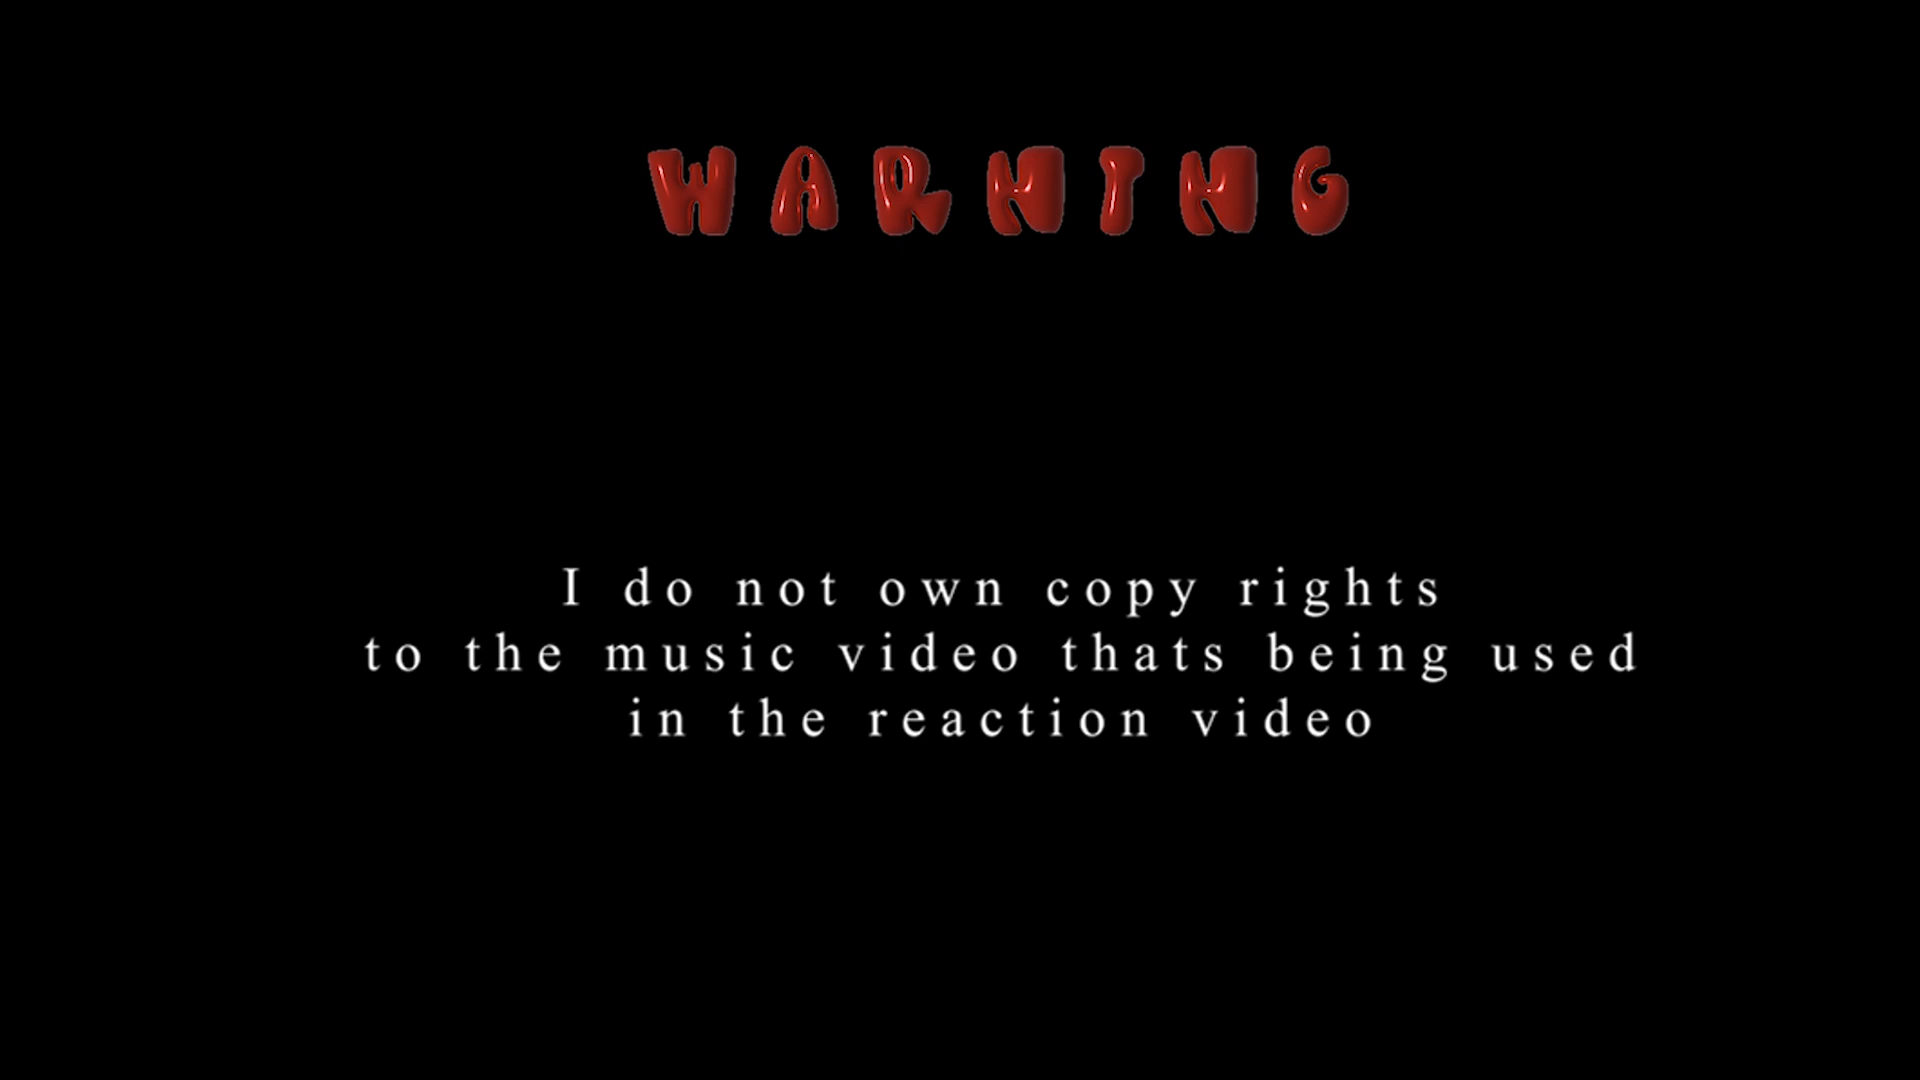 WARNING
I do not own copy rights
to the music video thats being used
in the reaction video